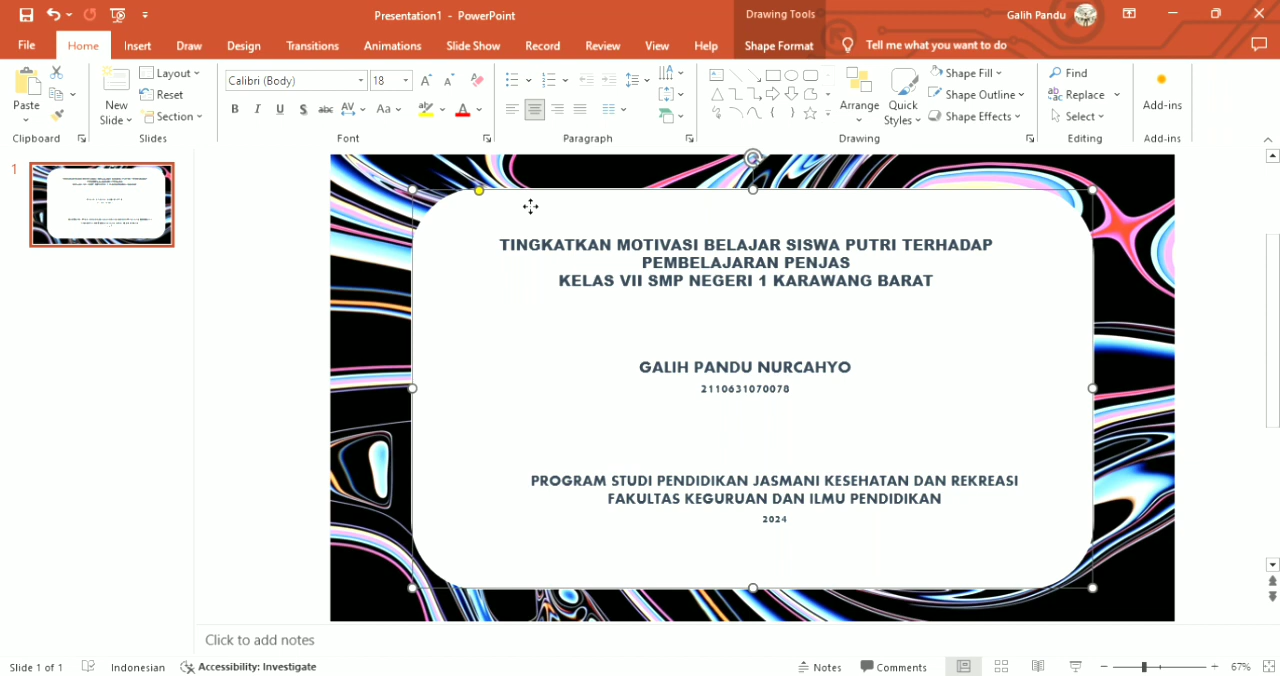 Presentation1 - PowerPoint
Drawing Tools
Galih Pandu
File
Home
Insert
Draw
Design
Transitions
Animations
Slide Show
Record
Review
View
Help
Shape Format
Tell me what you want to do
Paste
Clipboard
New Slide
Layout
Reset
Section
Slides
Calibri (Body)
18
B I U S abc AV Aa A
Font
Paragraph
Arrange
Quick Styles
Shape Fill
Shape Outline
Shape Effects
Drawing
Find
Replace
Select
Editing
Add-ins
Add-ins
1
TINGKATKAN MOTIVASI BELAJAR SISWA PUTRI TERHADAP
PEMBELAJARAN PENJAS
KELAS VII SMP NEGERI 1 KARAWANG BARAT
GALIH PANDU NURCAHYO
2110631070078
PROGRAM STUDI PENDIDIKAN JASMANI KESEHATAN DAN REKREASI
FAKULTAS KEGURUAN DAN ILMU PENDIDIKAN
2024
Click to add notes
Slide 1 of 1
Indonesian
Accessibility: Investigate
Notes
Comments
67%